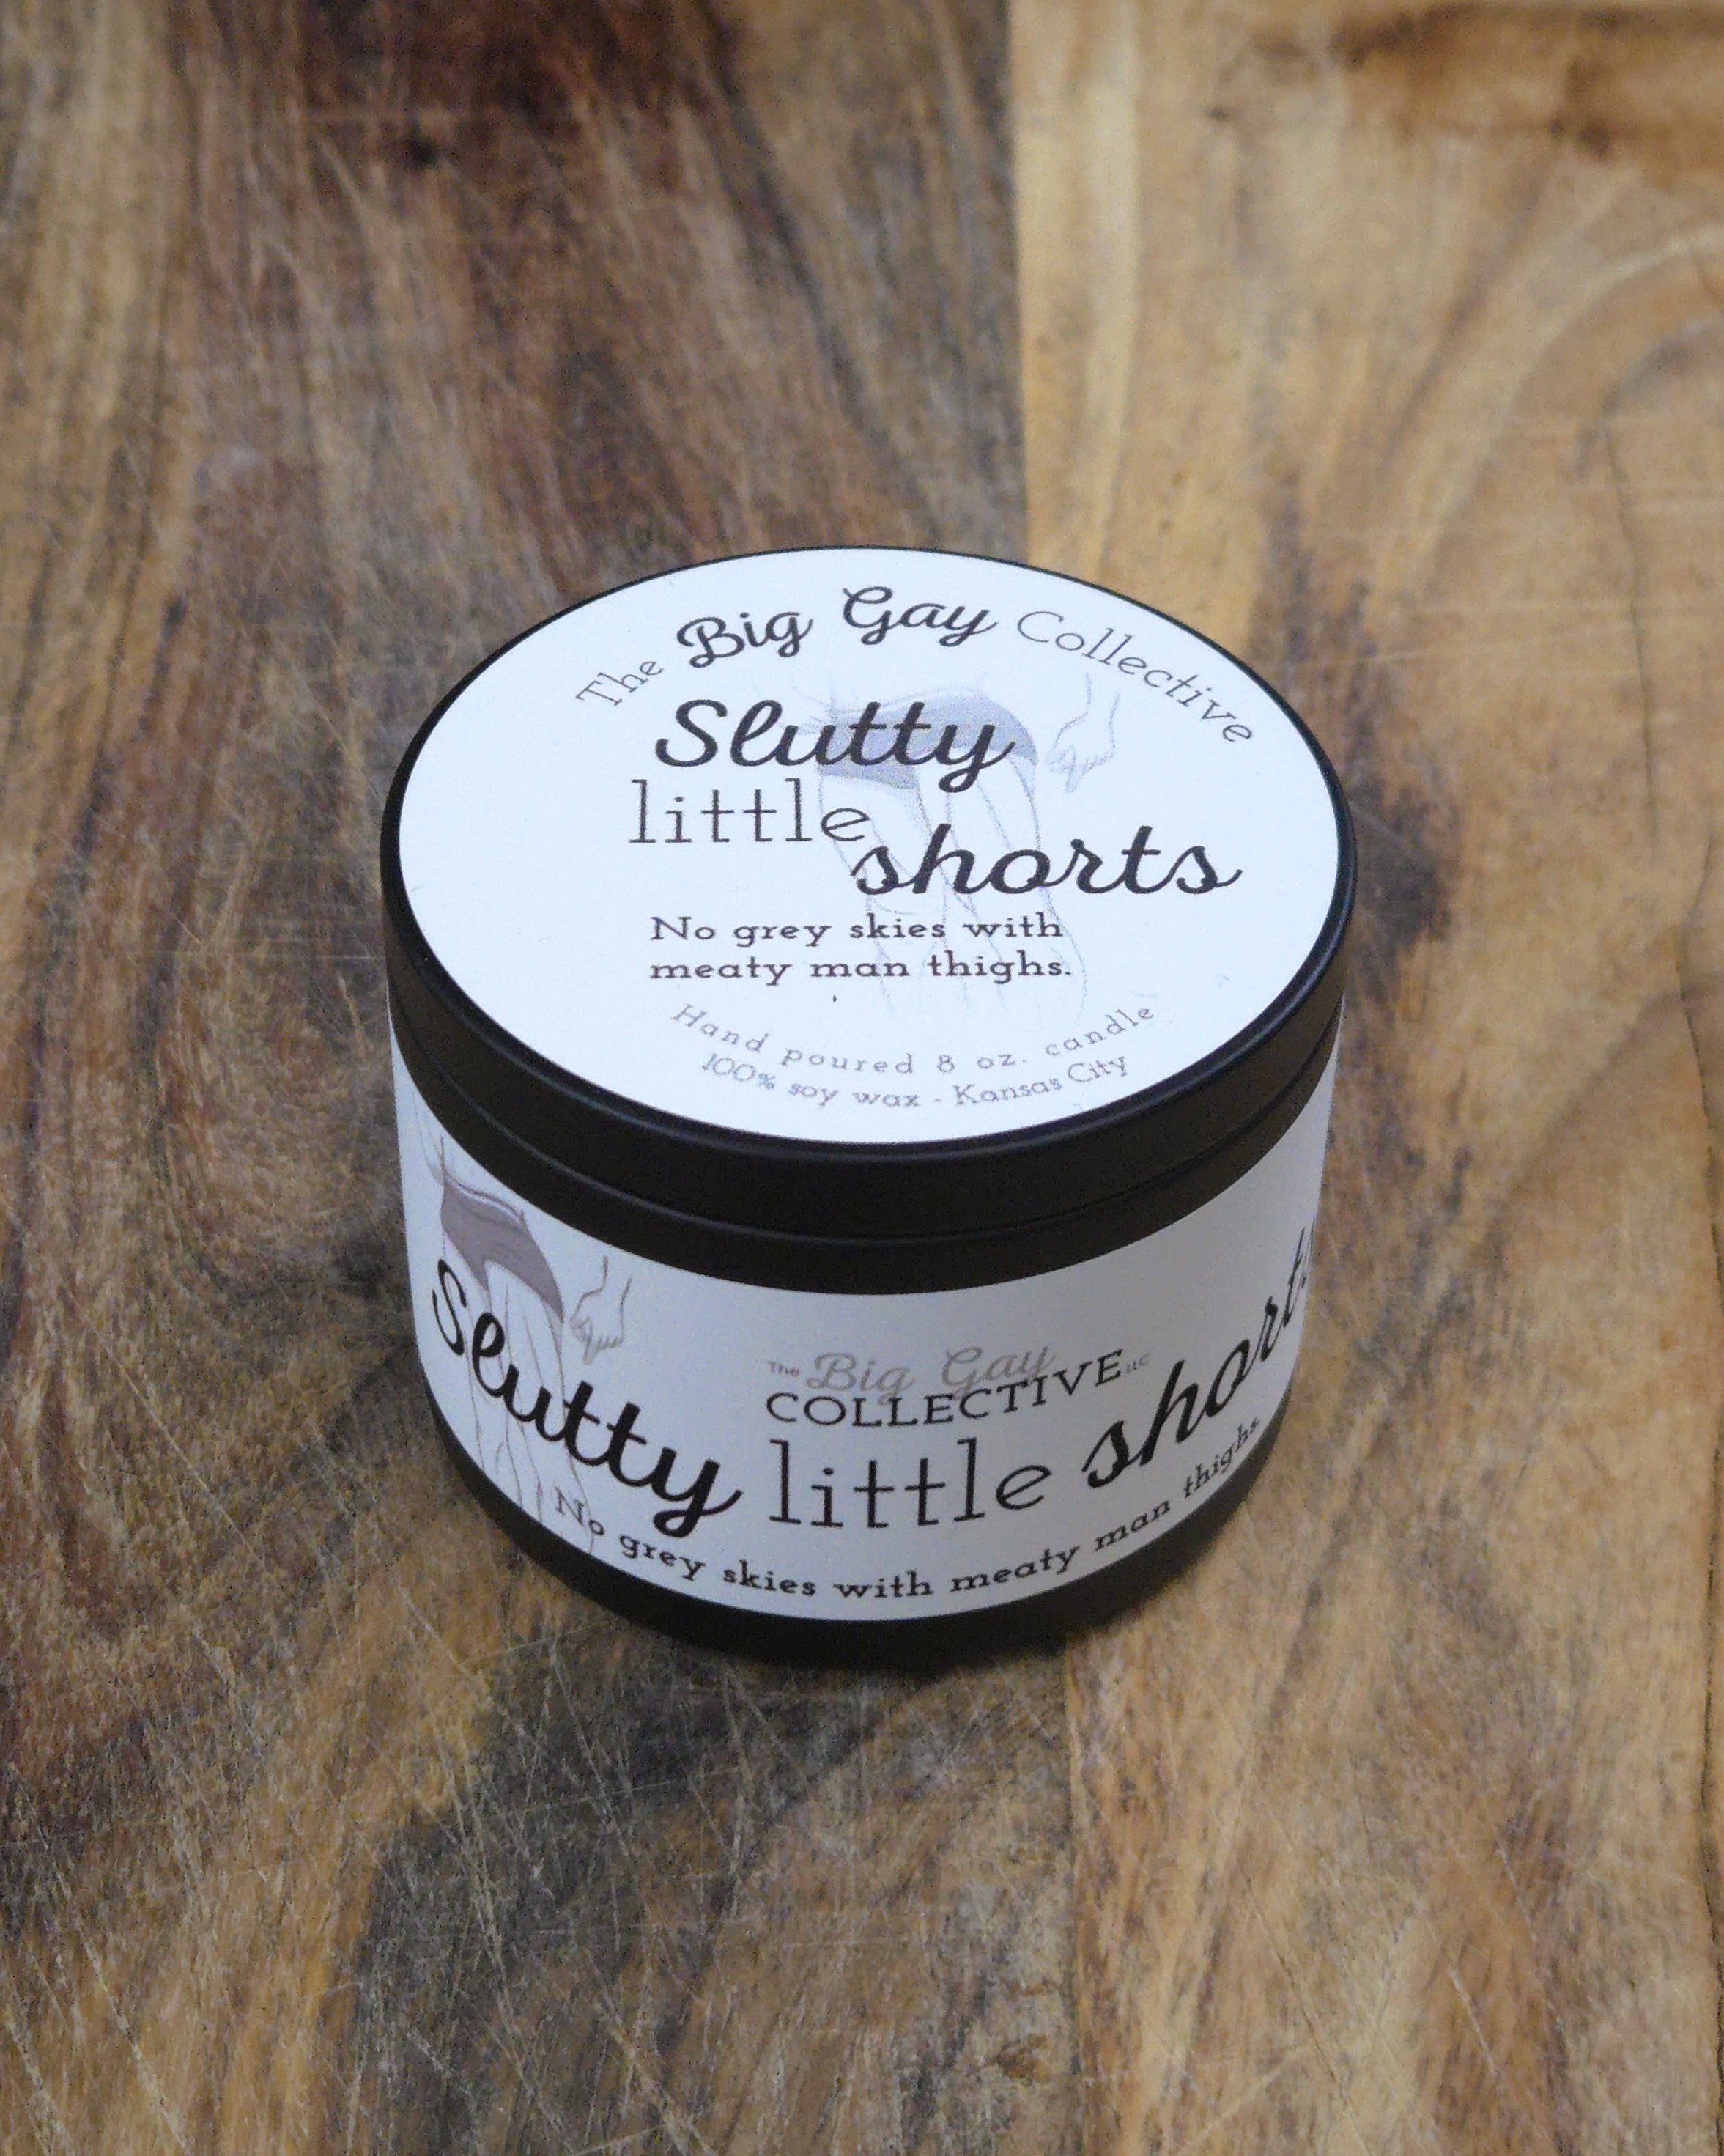 The Big Gay Collective
Slutty
little
shorts
No grey skies with
meaty man thighs.
Hand poured 8 oz. candle
100% soy wax - Kansas City
The Big Gay
COLLECTIVE LLC
Slutty little shorts
No grey skies with meaty man thighs